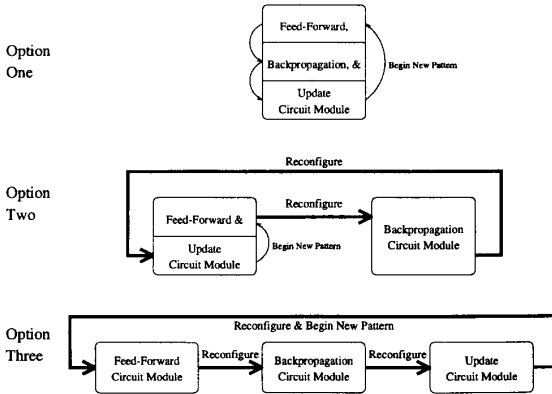 Option
One
Feed-Forward,
Backpropagation, &
Update
Circuit Module
Begin New Pattern
Reconfigure
Option
Two
Reconfigure
Feed-Forward &
Update
Circuit Module
Begin New Pattern
Backpropagation
Circuit Module
Option
Three
Reconfigure & Begin New Pattern
Feed-Forward
Circuit Module
Reconfigure
Backpropagation
Circuit Module
Reconfigure
Update
Circuit Module